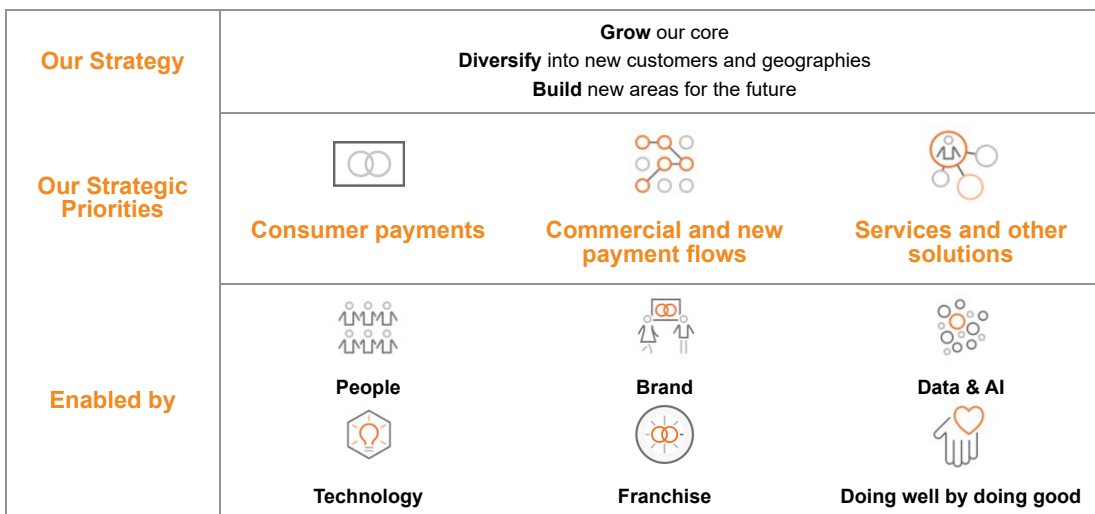 Our Strategy
Grow our core
Diversify into new customers and geographies
Build new areas for the future
Our Strategic
Priorities
Consumer payments
Commercial and new
payment flows
Services and other
solutions
Enabled by
People
Brand
Data & AI
Technology
Franchise
Doing well by doing good